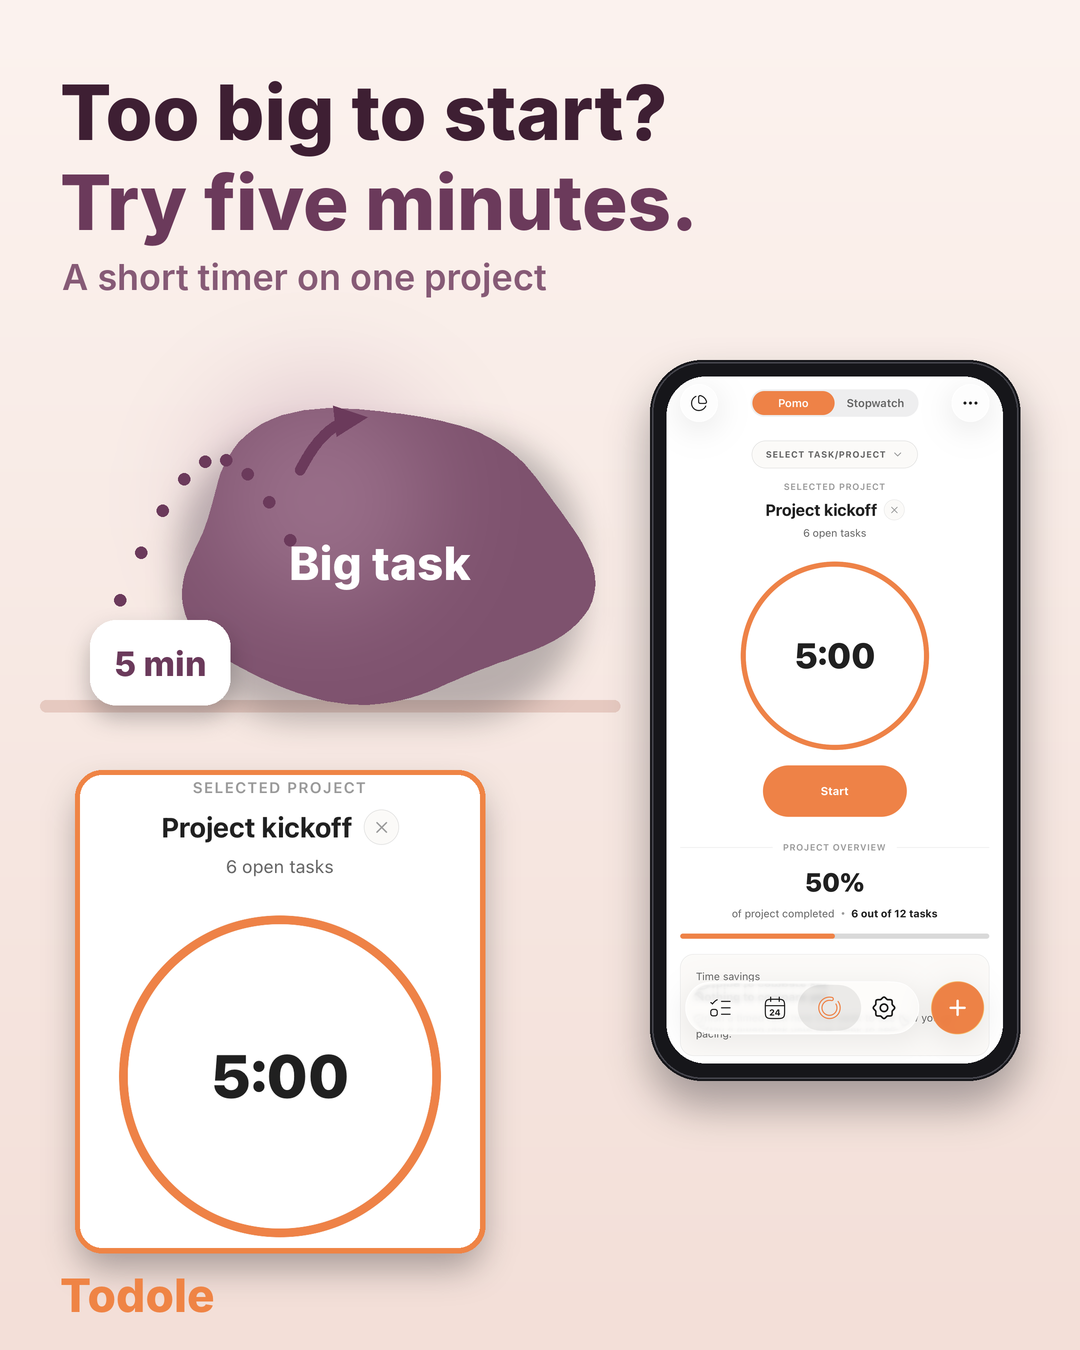 Too big to start?
Try five minutes.
A short timer on one project
Big task
5 min
SELECTED PROJECT
Project kickoff
6 open tasks
5:00
Todole
Pomo
Stopwatch
SELECT TASK/PROJECT
SELECTED PROJECT
Project kickoff
6 open tasks
5:00
Start
PROJECT OVERVIEW
50%
of project completed • 6 out of 12 tasks
Time savings
24
pacing.